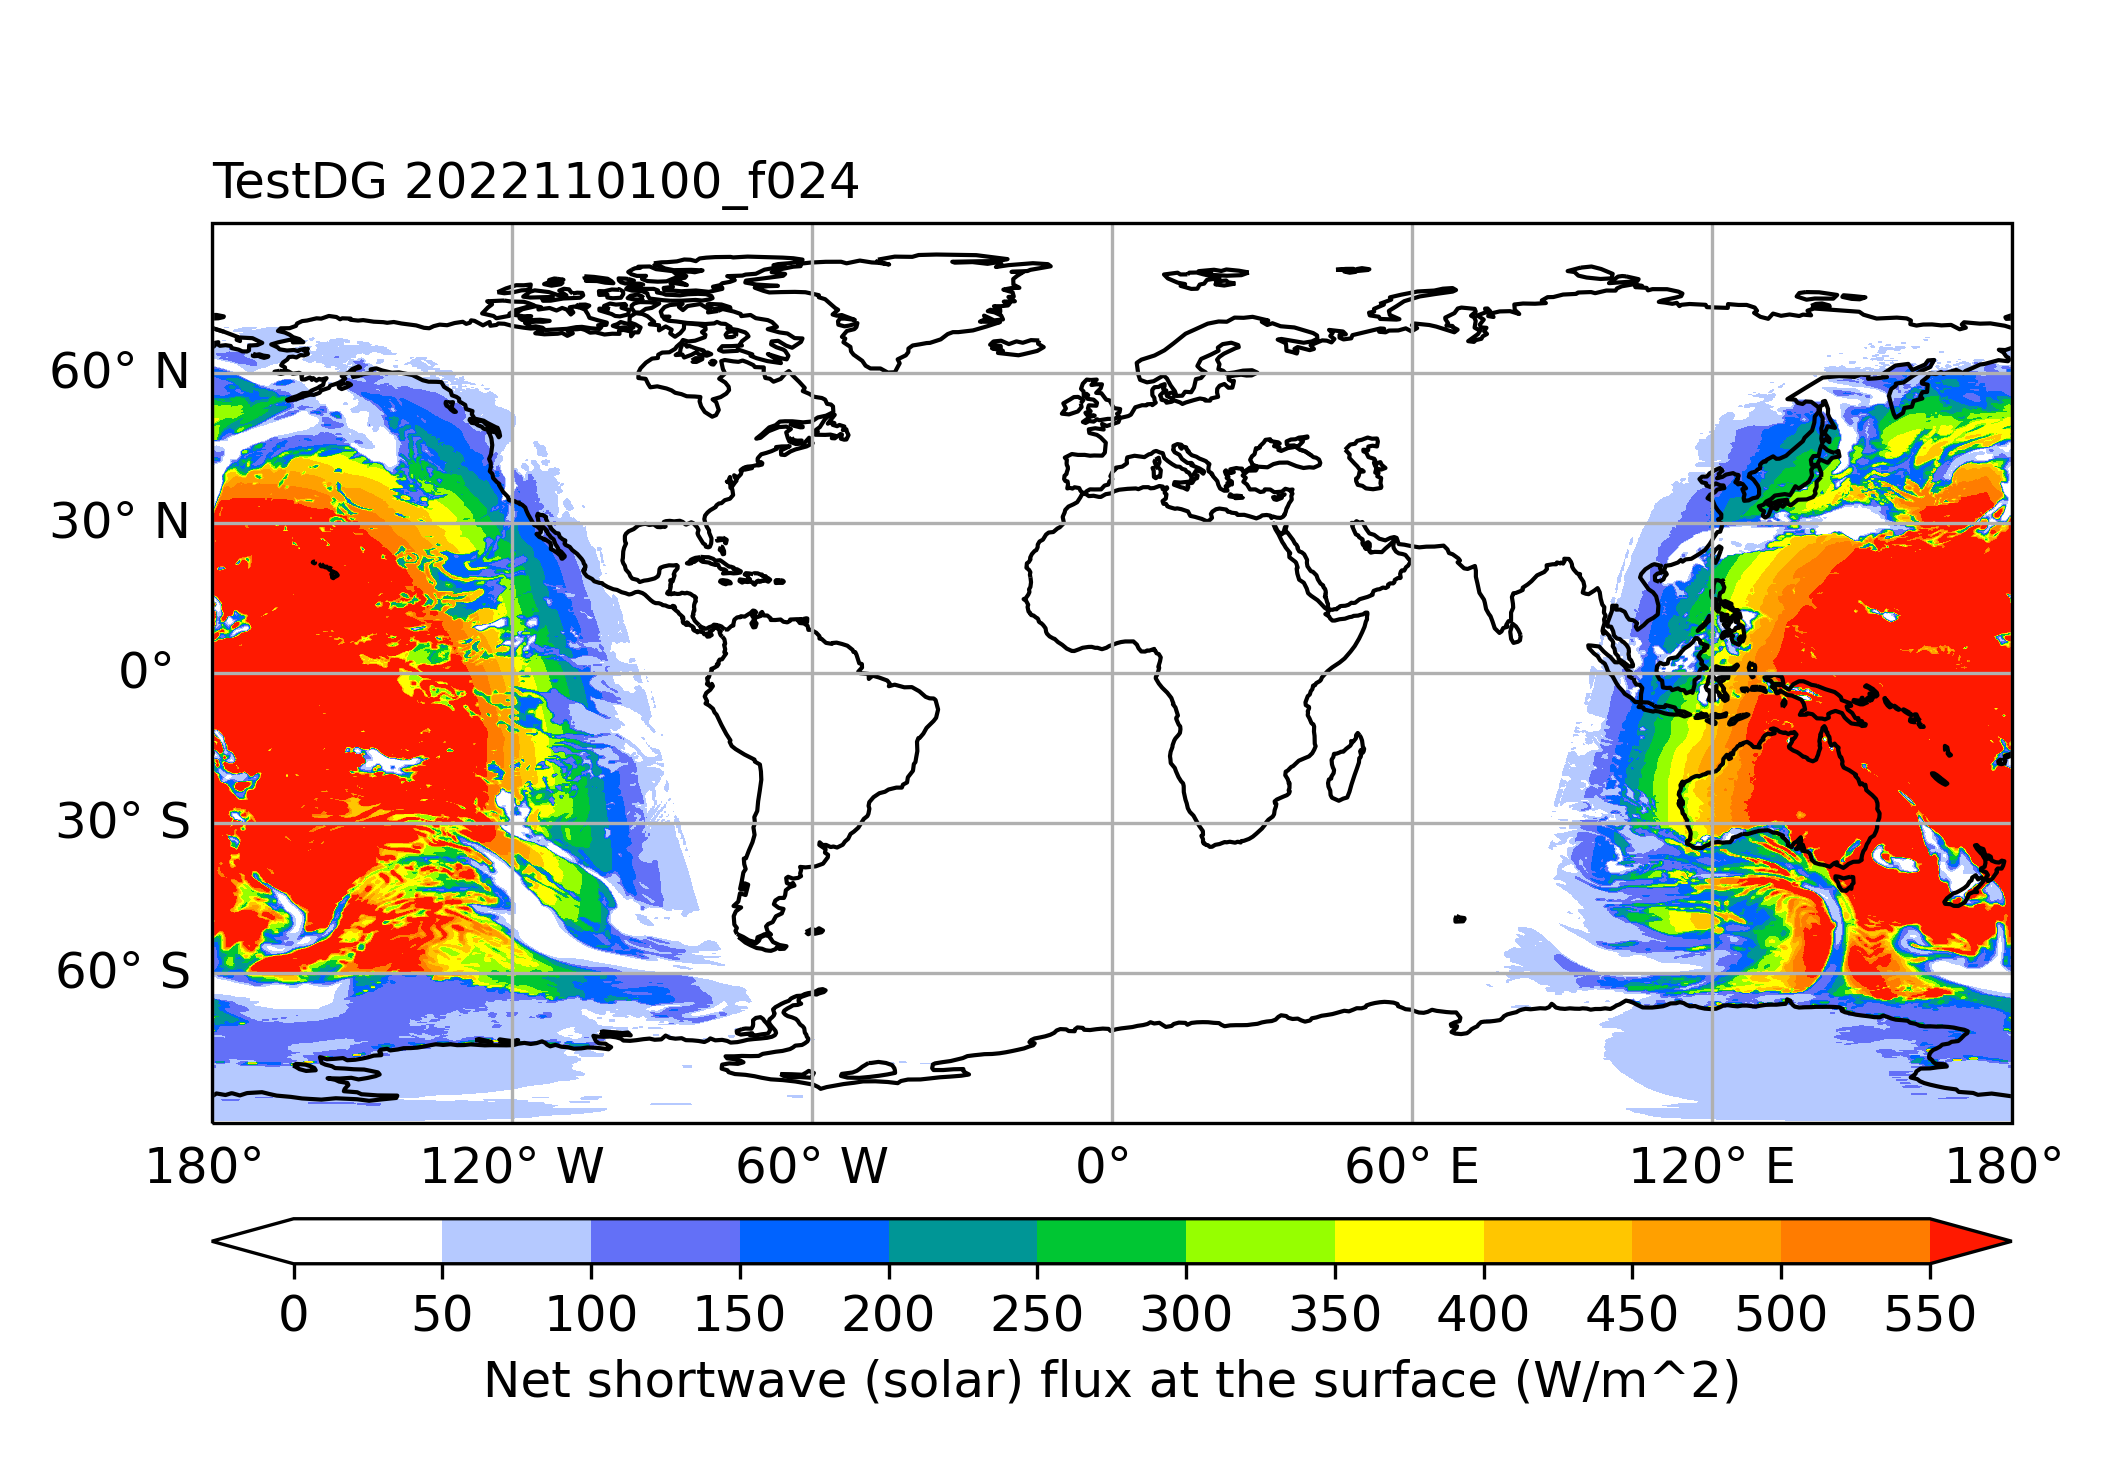 TestDG 2022110100_f024
60° N
30° N
0°
30° S
60° S
180° 120° W 60° W 0° 60° E 120° E 180°
0 50 100 150 200 250 300 350 400 450 500 550
Net shortwave (solar) flux at the surface (W/m^2)